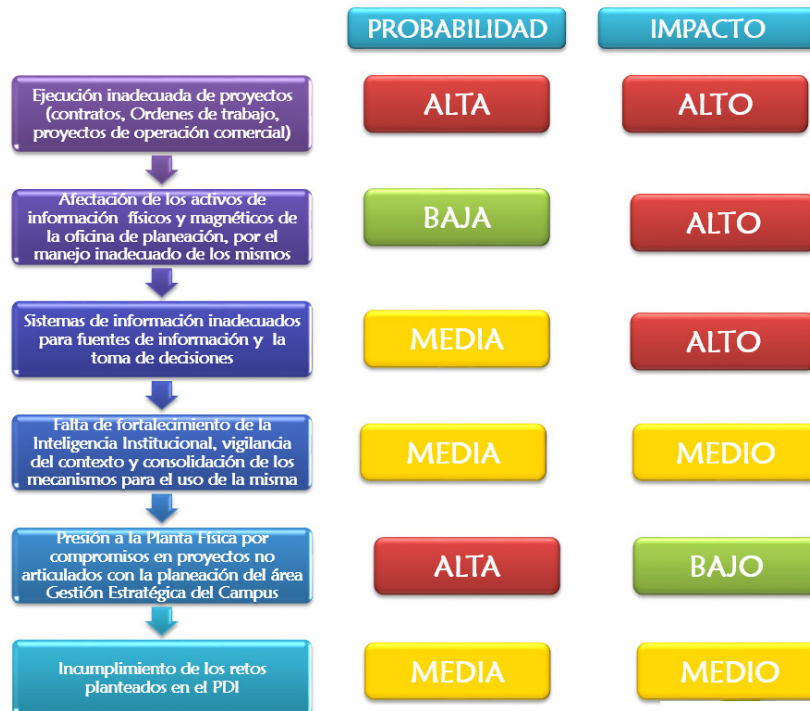 PROBABILIDAD IMPACTO
Ejecución inadecuada de proyectos
(contratos, Ordenes de trabajo,
proyectos de operación comercial)
ALTA ALTO
Afectación de los activos de
información físicos y magnéticos de
la oficina de planeación, por el
manejo inadecuado de los mismos
BAJA ALTO
Sistemas de información inadecuados
para fuentes de información y la
toma de decisiones
MEDIA ALTO
Falta de fortalecimiento de la
Inteligencia Institucional, vigilancia
del contexto y consolidación de los
mecanismos para el uso de la misma
MEDIA MEDIO
Presión a la Planta Física por
compromisos en proyectos no
articulados con la planeación del área
Gestión Estratégica del Campus
ALTA BAJO
Incumplimiento de los retos
planteados en el PDI
MEDIA MEDIO